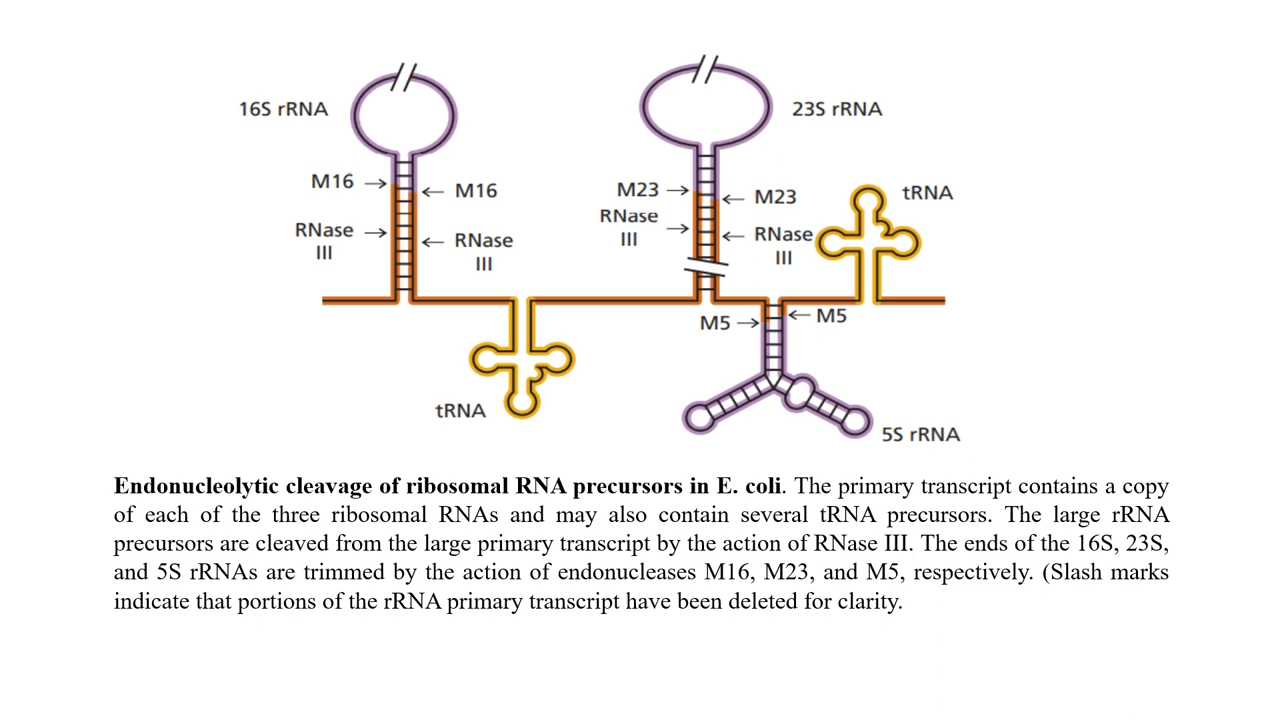 16S rRNA
23S rRNA
M16
M16
M23
M23
tRNA
RNase
III
RNase
III
RNase
III
RNase
III
M5
M5
tRNA
5S rRNA
Endonucleolytic cleavage of ribosomal RNA precursors in E. coli. The primary transcript contains a copy
of each of the three ribosomal RNAs and may also contain several tRNA precursors. The large rRNA
precursors are cleaved from the large primary transcript by the action of RNase III. The ends of the 16S, 23S,
and 5S rRNAs are trimmed by the action of endonucleases M16, M23, and M5, respectively. (Slash marks
indicate that portions of the rRNA primary transcript have been deleted for clarity.